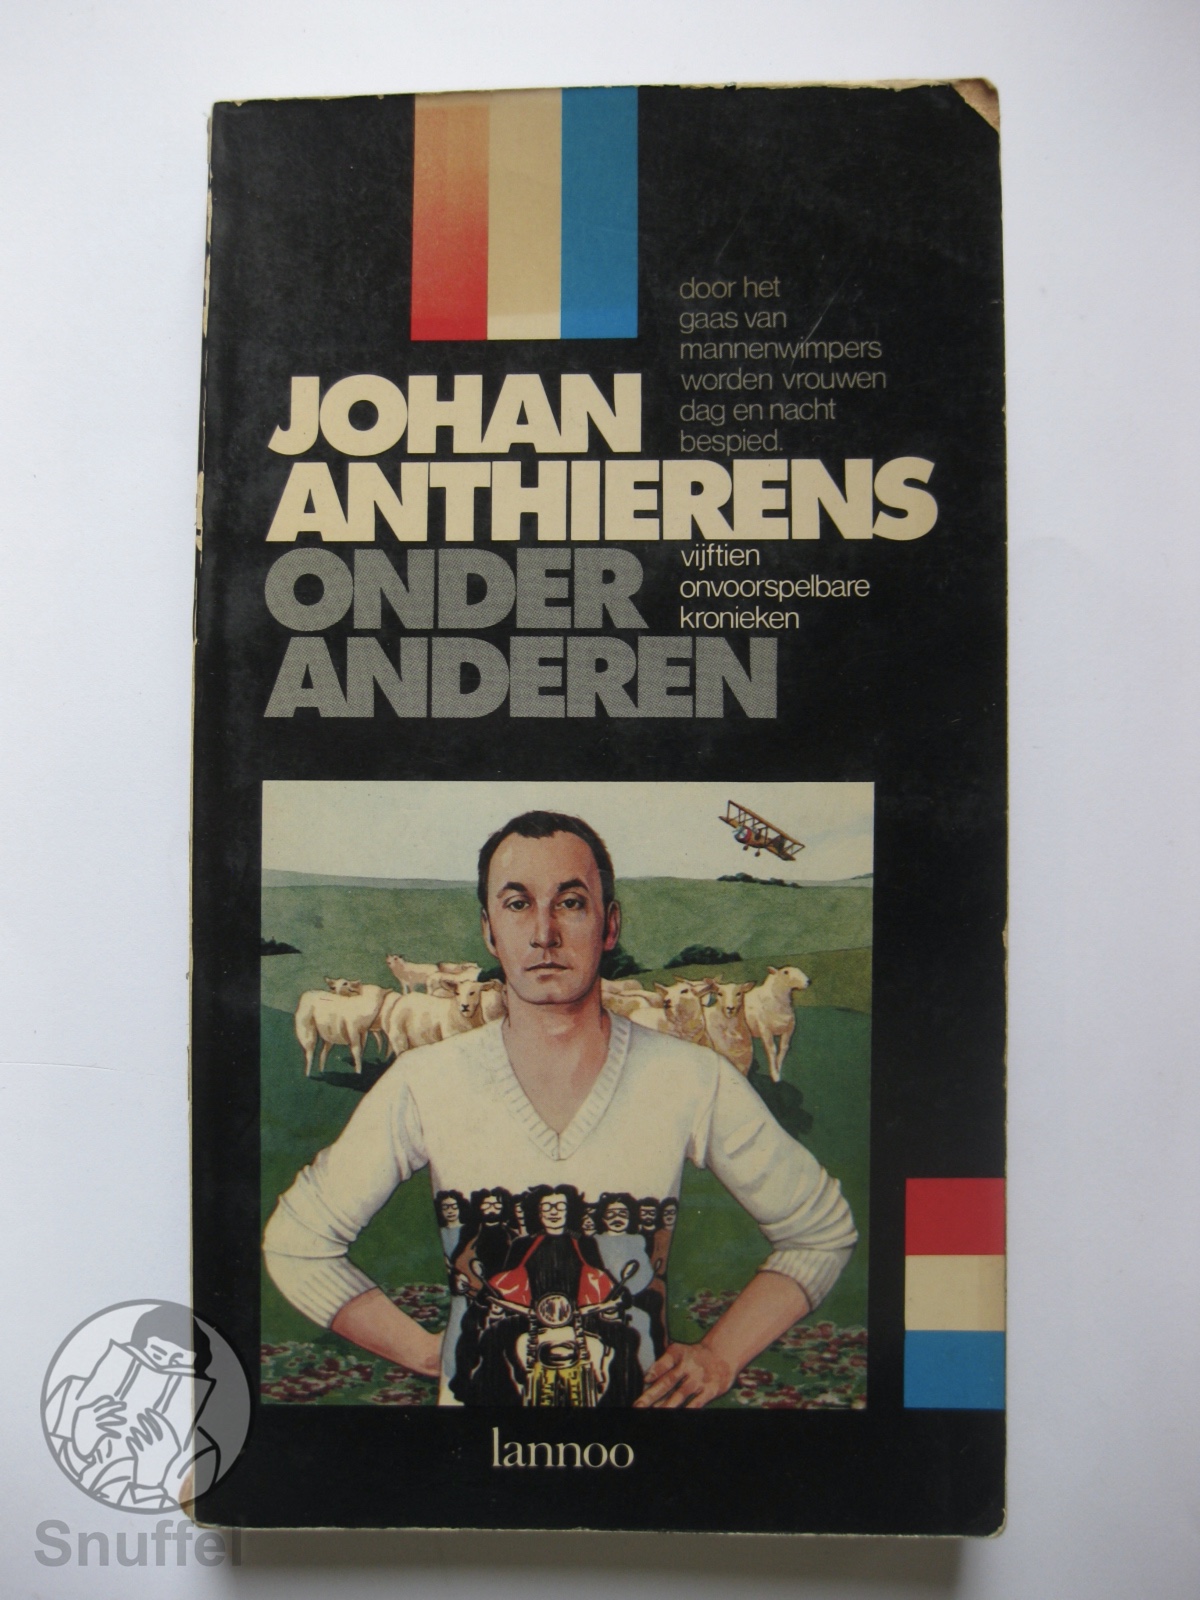 door het
gaas van
mannenwimpers
worden vrouwen
dag en nacht
bespied.
JOHAN
ANTHIERENS
ONDER
ANDEREN
vijftien
onvoorspelbare
kronieken
lannoo
Snuffel